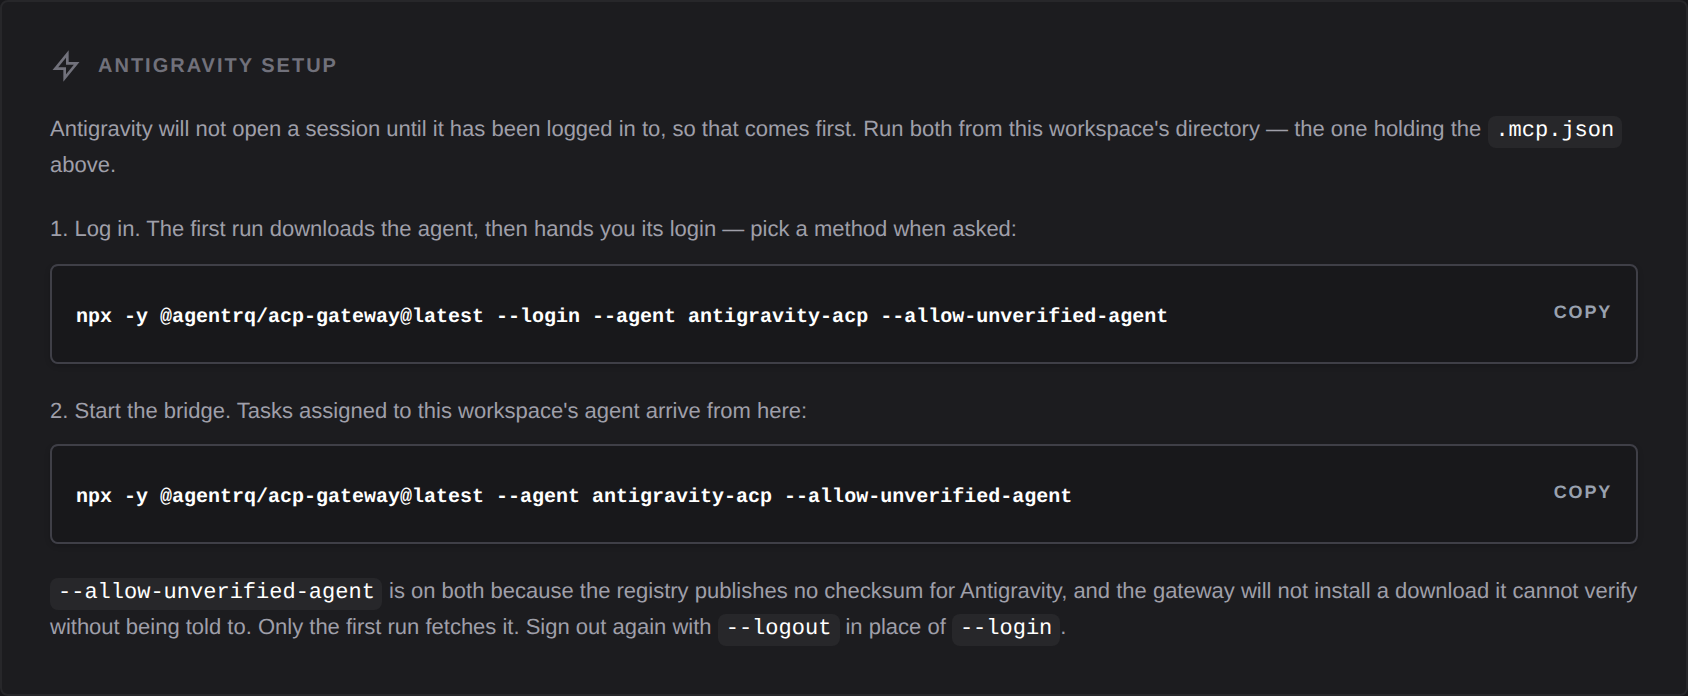 ANTIGRAVITY SETUP
Antigravity will not open a session until it has been logged in to, so that comes first. Run both from this workspace's directory — the one holding the .mcp.json
above.
1. Log in. The first run downloads the agent, then hands you its login — pick a method when asked:
npx -y @agentrq/acp-gateway@latest --login --agent antigravity-acp --allow-unverified-agent
COPY
2. Start the bridge. Tasks assigned to this workspace's agent arrive from here:
npx -y @agentrq/acp-gateway@latest --agent antigravity-acp --allow-unverified-agent
COPY
--allow-unverified-agent is on both because the registry publishes no checksum for Antigravity, and the gateway will not install a download it cannot verify
without being told to. Only the first run fetches it. Sign out again with --logout in place of --login.